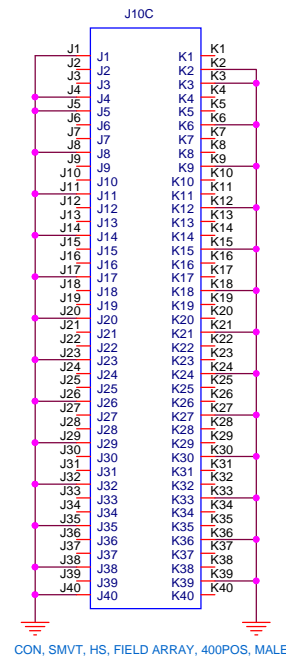 J10C
J1 J1 K1 K1
J2 J2 K2 K2
J3 J3 K3 K3
J4 J4 K4 K4
J5 J5 K5 K5
J6 J6 K6 K6
J7 J7 K7 K7
J8 J8 K8 K8
J9 J9 K9 K9
J10 J10 K10 K10
J11 J11 K11 K11
J12 J12 K12 K12
J13 J13 K13 K13
J14 J14 K14 K14
J15 J15 K15 K15
J16 J16 K16 K16
J17 J17 K17 K17
J18 J18 K18 K18
J19 J19 K19 K19
J20 J20 K20 K20
J21 J21 K21 K21
J22 J22 K22 K22
J23 J23 K23 K23
J24 J24 K24 K24
J25 J25 K25 K25
J26 J26 K26 K26
J27 J27 K27 K27
J28 J28 K28 K28
J29 J29 K29 K29
J30 J30 K30 K30
J31 J31 K31 K31
J32 J32 K32 K32
J33 J33 K33 K33
J34 J34 K34 K34
J35 J35 K35 K35
J36 J36 K36 K36
J37 J37 K37 K37
J38 J38 K38 K38
J39 J39 K39 K39
J40 J40 K40 K40
CON, SMVT, HS, FIELD ARRAY, 400POS, MALE